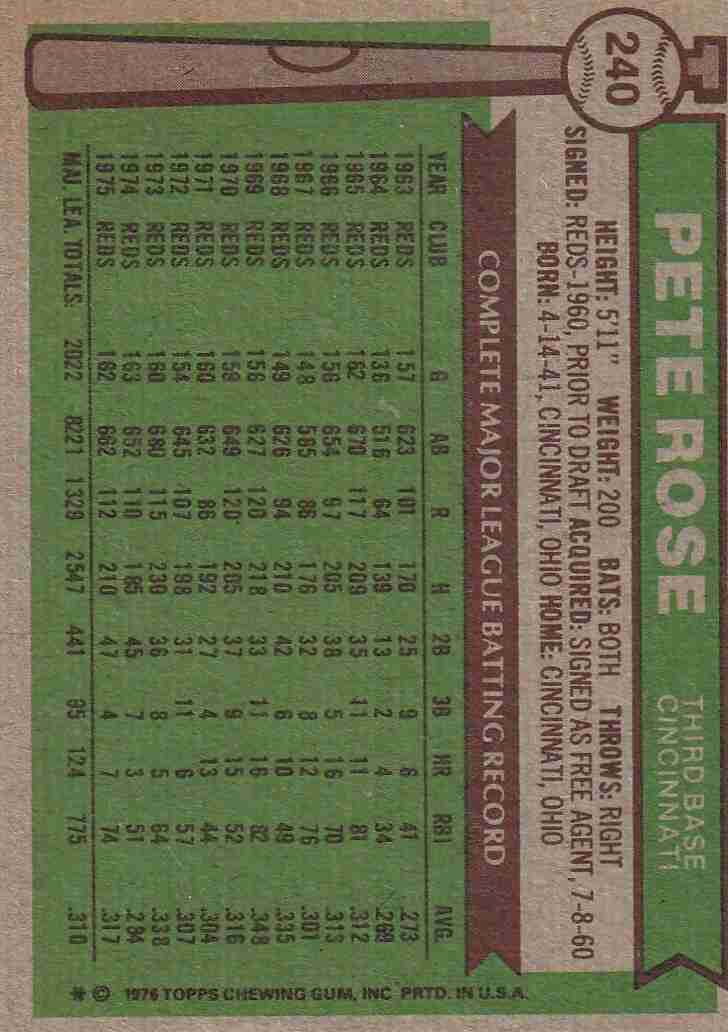 240
PETE ROSE
THIRD BASE
CINCINNATI
HEIGHT: 5'11" WEIGHT: 200 BATS: BOTH THROWS: RIGHT
SIGNED: REDS-1960, PRIOR TO DRAFT ACQUIRED: SIGNED AS FREE AGENT, 7-8-60
BORN: 4-14-41, CINCINNATI, OHIO HOME: CINCINNATI, OHIO
COMPLETE MAJOR LEAGUE BATTING RECORD
YEAR CLUB G AB R H 2B 3B HR RBI AVG.
1963 REDS 157 623 101 170 25 9 6 41 .273
1964 REDS 136 516 64 139 13 2 4 34 .269
1965 REDS 162 670 117 209 35 11 11 81 .312
1966 REDS 156 654 97 205 38 5 16 70 .313
1967 REDS 148 585 86 176 32 8 12 76 .301
1968 REDS 149 626 94 210 42 6 10 49 .335
1969 REDS 156 627 120 218 33 11 16 82 .348
1970 REDS 159 649 120 205 37 9 15 52 .316
1971 REDS 160 632 86 192 27 4 13 44 .304
1972 REDS 154 645 107 198 31 11 6 57 .307
1973 REDS 160 680 115 230 36 8 5 64 .338
1974 REDS 163 652 110 185 45 7 3 51 .284
1975 REDS 162 662 112 210 47 4 7 74 .317
MAJ. LEA. TOTALS: 2022 8221 1329 2547 441 95 124 775 .310
* © 1976 TOPPS CHEWING GUM, INC PRTD. IN U.S.A.